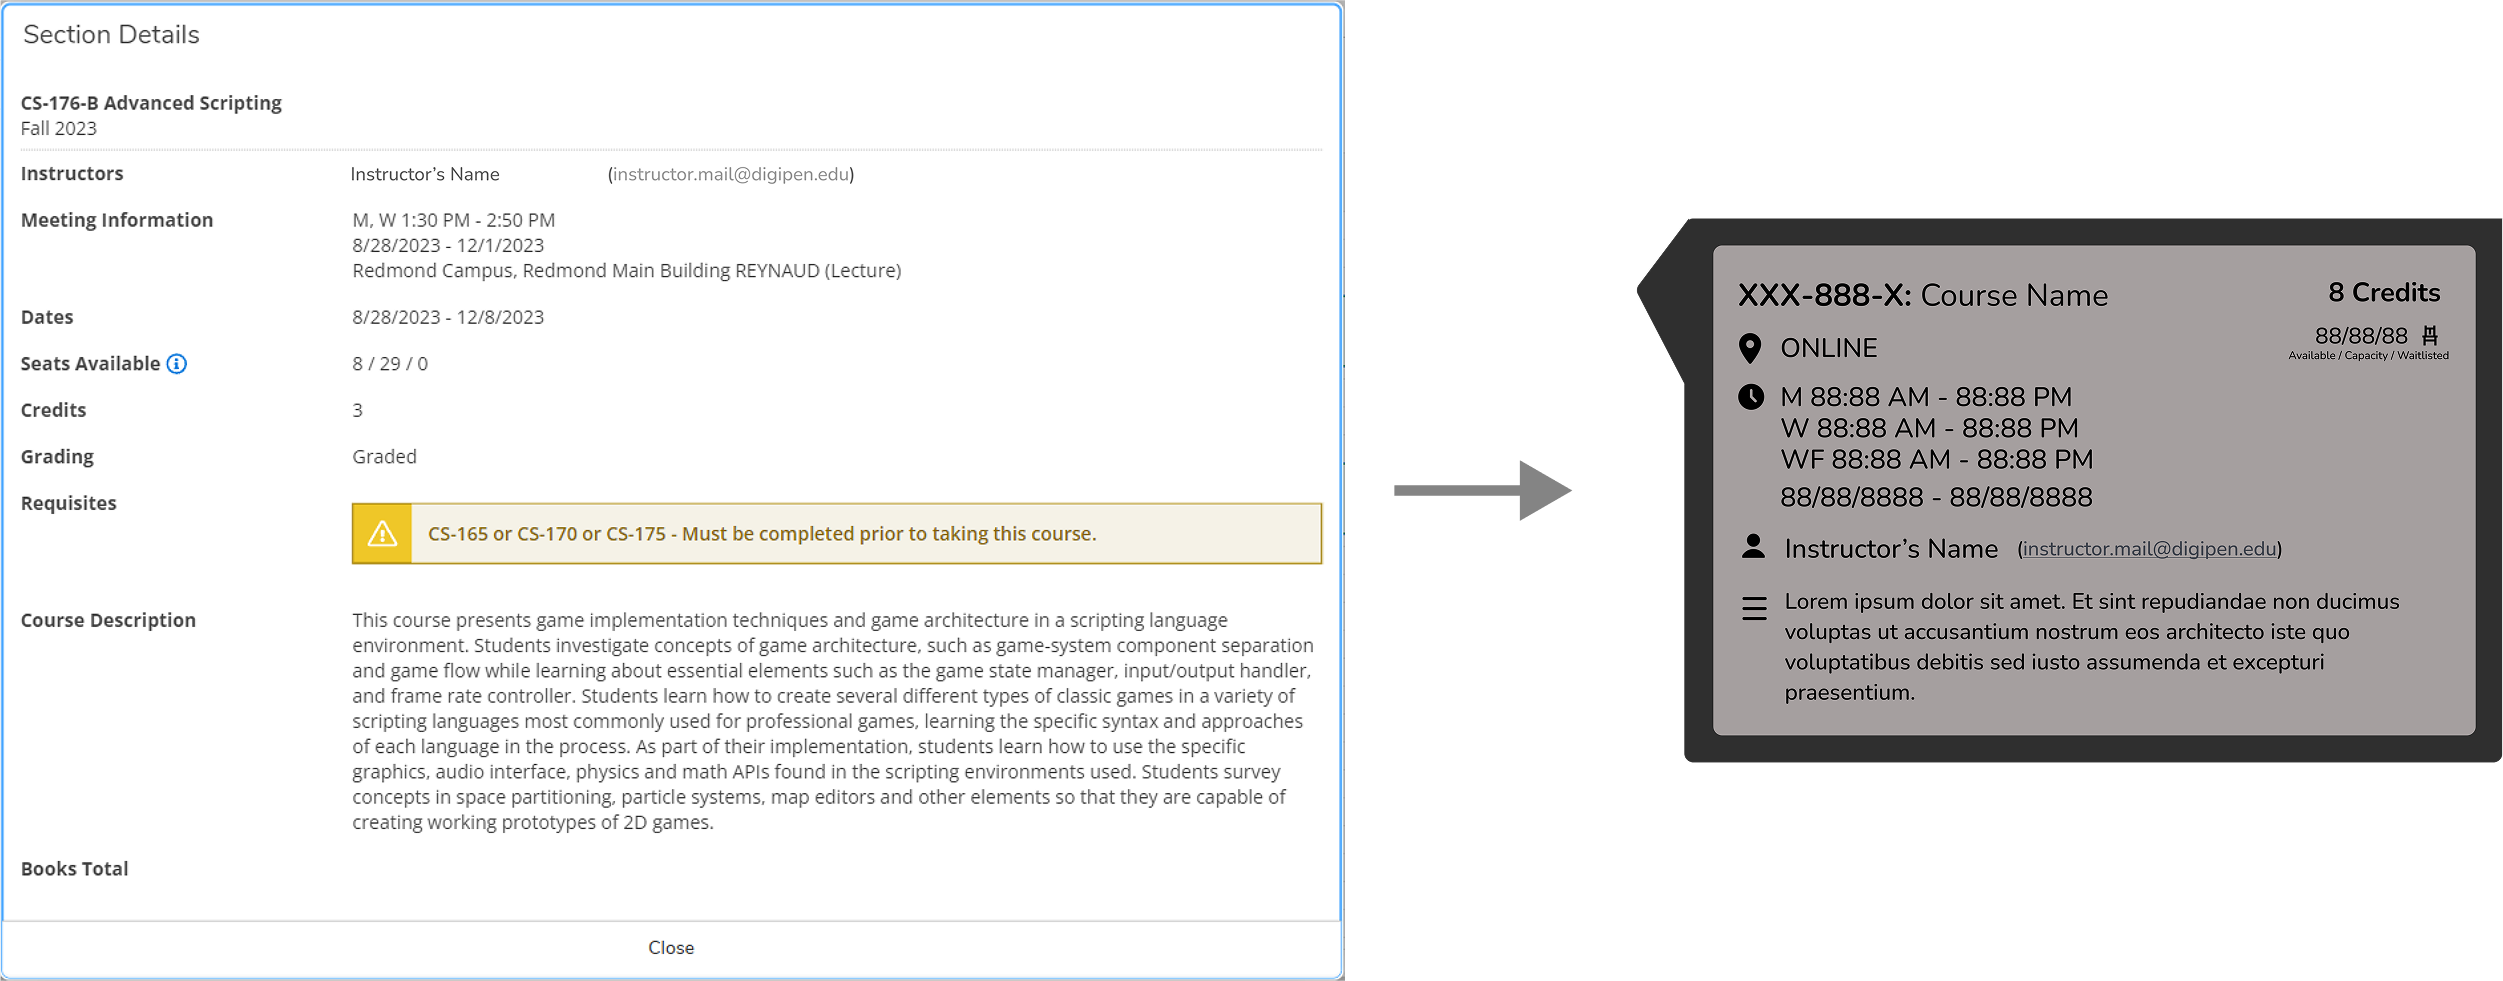 Section Details
CS-176-B Advanced Scripting
Fall 2023
Instructors Instructor’s Name (instructor.mail@digipen.edu)
Meeting Information M, W 1:30 PM - 2:50 PM
8/28/2023 - 12/1/2023
Redmond Campus, Redmond Main Building REYNAUD (Lecture)
Dates 8/28/2023 - 12/8/2023
Seats Available 8 / 29 / 0
Credits 3
Grading Graded
Requisites
CS-165 or CS-170 or CS-175 - Must be completed prior to taking this course.
Course Description This course presents game implementation techniques and game architecture in a scripting language
environment. Students investigate concepts of game architecture, such as game-system component separation
and game flow while learning about essential elements such as the game state manager, input/output handler,
and frame rate controller. Students learn how to create several different types of classic games in a variety of
scripting languages most commonly used for professional games, learning the specific syntax and approaches
of each language in the process. As part of their implementation, students learn how to use the specific
graphics, audio interface, physics and math APIs found in the scripting environments used. Students survey
concepts in space partitioning, particle systems, map editors and other elements so that they are capable of
creating working prototypes of 2D games.
Books Total
Close
XXX-888-X: Course Name
8 Credits
88/88/88
Available / Capacity / Waitlisted
ONLINE
M 88:88 AM - 88:88 PM
W 88:88 AM - 88:88 PM
WF 88:88 AM - 88:88 PM
88/88/8888 - 88/88/8888
Instructor’s Name (instructor.mail@digipen.edu)
Lorem ipsum dolor sit amet. Et sint repudiandae non ducimus
voluptas ut accusantium nostrum eos architecto iste quo
voluptatibus debitis sed iusto assumenda et excepturi
praesentium.